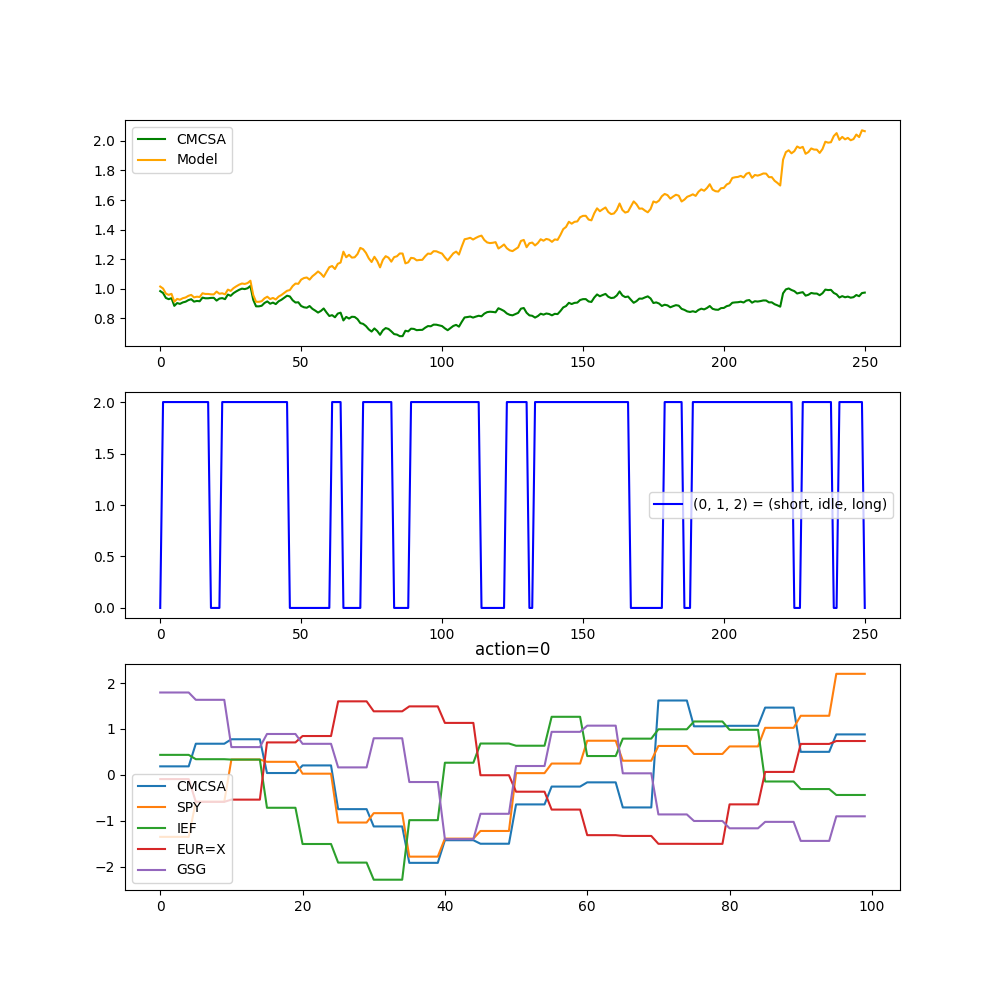 CMCSA
Model
2.0
1.8
1.6
1.4
1.2
1.0
0.8
0 50 100 150 200 250
2.0
1.5
1.0
0.5
0.0
(0, 1, 2) = (short, idle, long)
0 50 100 150 200 250
action=0
2
1
0
−1
−2
CMCSA
SPY
IEF
EUR=X
GSG
0 20 40 60 80 100